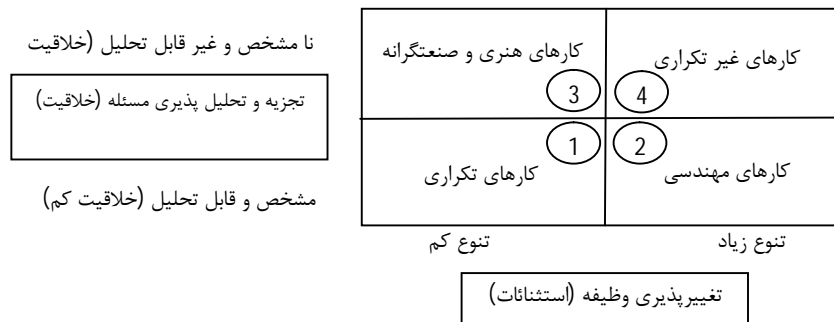 نا مشخص و غیر قابل تحلیل (خلاقیت
تجزیه و تحلیل پذیری مسئله (خلاقیت)
مشخص و قابل تحلیل (خلاقیت کم)
کارهای غیر تکراری
4
کارهای هنری و صنعتگرانه
3
کارهای مهندسی
2
کارهای تکراری
1
تنوع زیاد
تنوع کم
تغییرپذیری وظیفه (استثنائات)